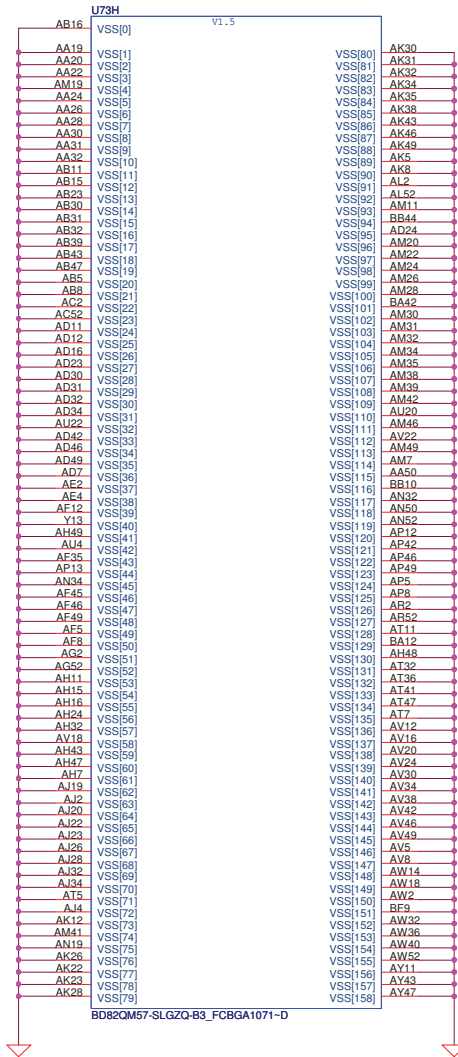 U73H
V1.5
AB16 VSS[0]
AA19 VSS[1] VSS[80] AK30
AA20 VSS[2] VSS[81] AK31
AA22 VSS[3] VSS[82] AK32
AM19 VSS[4] VSS[83] AK34
AA24 VSS[5] VSS[84] AK35
AA26 VSS[6] VSS[85] AK38
AA28 VSS[7] VSS[86] AK43
AA30 VSS[8] VSS[87] AK46
AA31 VSS[9] VSS[88] AK49
AA32 VSS[10] VSS[89] AK5
AB11 VSS[11] VSS[90] AK8
AB15 VSS[12] VSS[91] AL2
AB23 VSS[13] VSS[92] AL52
AB30 VSS[14] VSS[93] AM11
AB31 VSS[15] VSS[94] BB44
AB32 VSS[16] VSS[95] AD24
AB39 VSS[17] VSS[96] AM20
AB43 VSS[18] VSS[97] AM22
AB47 VSS[19] VSS[98] AM24
AB5 VSS[20] VSS[99] AM26
AB8 VSS[21] VSS[100] AM28
AC2 VSS[22] VSS[101] BA42
AC52 VSS[23] VSS[102] AM30
AD11 VSS[24] VSS[103] AM31
AD12 VSS[25] VSS[104] AM32
AD16 VSS[26] VSS[105] AM34
AD23 VSS[27] VSS[106] AM35
AD30 VSS[28] VSS[107] AM38
AD31 VSS[29] VSS[108] AM39
AD32 VSS[30] VSS[109] AM42
AD34 VSS[31] VSS[110] AU20
AU22 VSS[32] VSS[111] AM46
AD42 VSS[33] VSS[112] AV22
AD46 VSS[34] VSS[113] AM49
AD49 VSS[35] VSS[114] AM7
AD7 VSS[36] VSS[115] AA50
AE2 VSS[37] VSS[116] BB10
AE4 VSS[38] VSS[117] AN32
AF12 VSS[39] VSS[118] AN50
Y13 VSS[40] VSS[119] AN52
AH49 VSS[41] VSS[120] AP12
AU4 VSS[42] VSS[121] AP42
AF35 VSS[43] VSS[122] AP46
AP13 VSS[44] VSS[123] AP49
AN34 VSS[45] VSS[124] AP5
AF45 VSS[46] VSS[125] AP8
AF46 VSS[47] VSS[126] AR2
AF49 VSS[48] VSS[127] AR52
AF5 VSS[49] VSS[128] AT11
AF8 VSS[50] VSS[129] BA12
AG2 VSS[51] VSS[130] AH48
AG52 VSS[52] VSS[131] AT32
AH11 VSS[53] VSS[132] AT36
AH15 VSS[54] VSS[133] AT41
AH16 VSS[55] VSS[134] AT47
AH24 VSS[56] VSS[135] AT7
AH32 VSS[57] VSS[136] AV12
AV18 VSS[58] VSS[137] AV16
AH43 VSS[59] VSS[138] AV20
AH47 VSS[60] VSS[139] AV24
AH7 VSS[61] VSS[140] AV30
AJ19 VSS[62] VSS[141] AV34
AJ2 VSS[63] VSS[142] AV38
AJ20 VSS[64] VSS[143] AV42
AJ22 VSS[65] VSS[144] AV46
AJ23 VSS[66] VSS[145] AV49
AJ26 VSS[67] VSS[146] AV5
AJ28 VSS[68] VSS[147] AV8
AJ32 VSS[69] VSS[148] AW14
AJ34 VSS[70] VSS[149] AW18
AT5 VSS[71] VSS[150] AW2
AJ4 VSS[72] VSS[151] BF9
AK12 VSS[73] VSS[152] AW32
AM41 VSS[74] VSS[153] AW36
AN19 VSS[75] VSS[154] AW40
AK26 VSS[76] VSS[155] AW52
AK22 VSS[77] VSS[156] AY11
AK23 VSS[78] VSS[157] AY43
AK28 VSS[79] VSS[158] AY47
BD82QM57-SLGZQ-B3_FCBGA1071~D